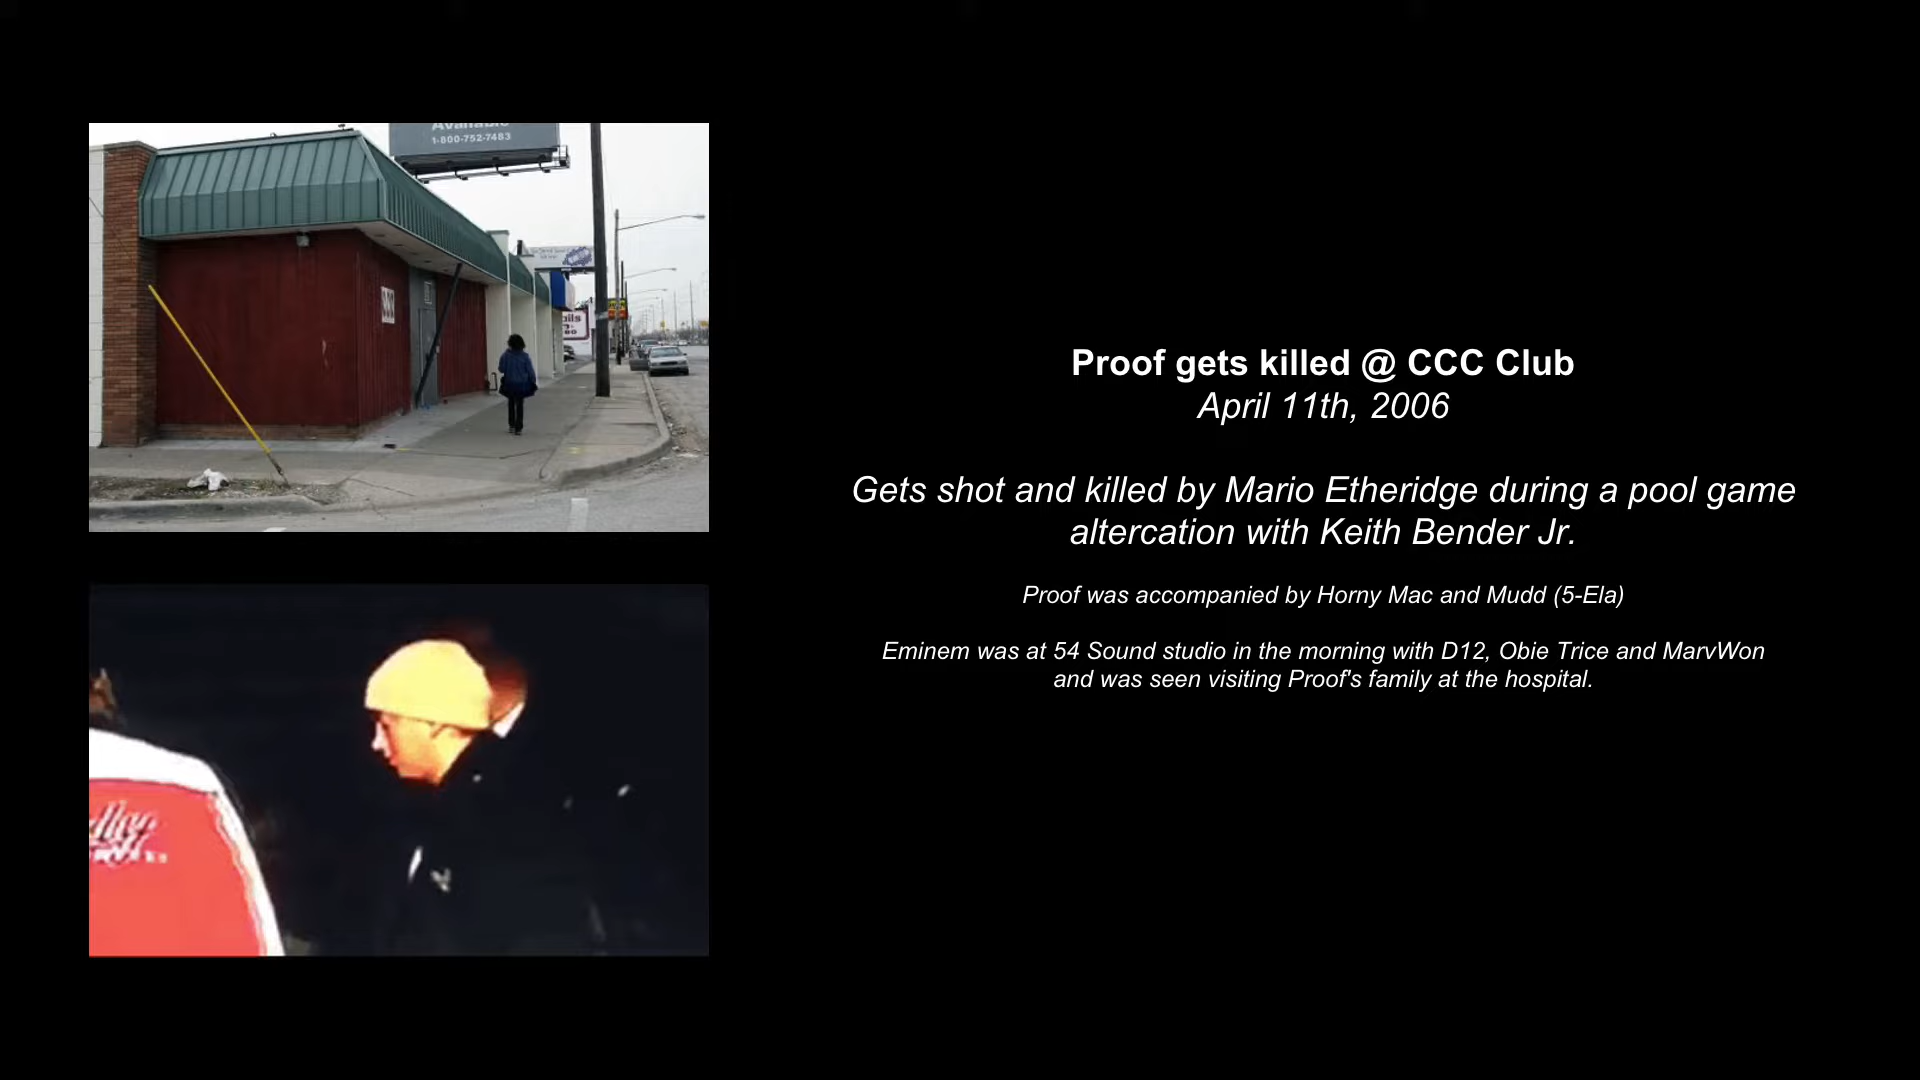 Available
1-800-752-7483
CCC
Proof gets killed @ CCC Club
April 11th, 2006
Gets shot and killed by Mario Etheridge during a pool game
altercation with Keith Bender Jr.
Proof was accompanied by Horny Mac and Mudd (5-Ela)
Eminem was at 54 Sound studio in the morning with D12, Obie Trice and MarvWon
and was seen visiting Proof's family at the hospital.